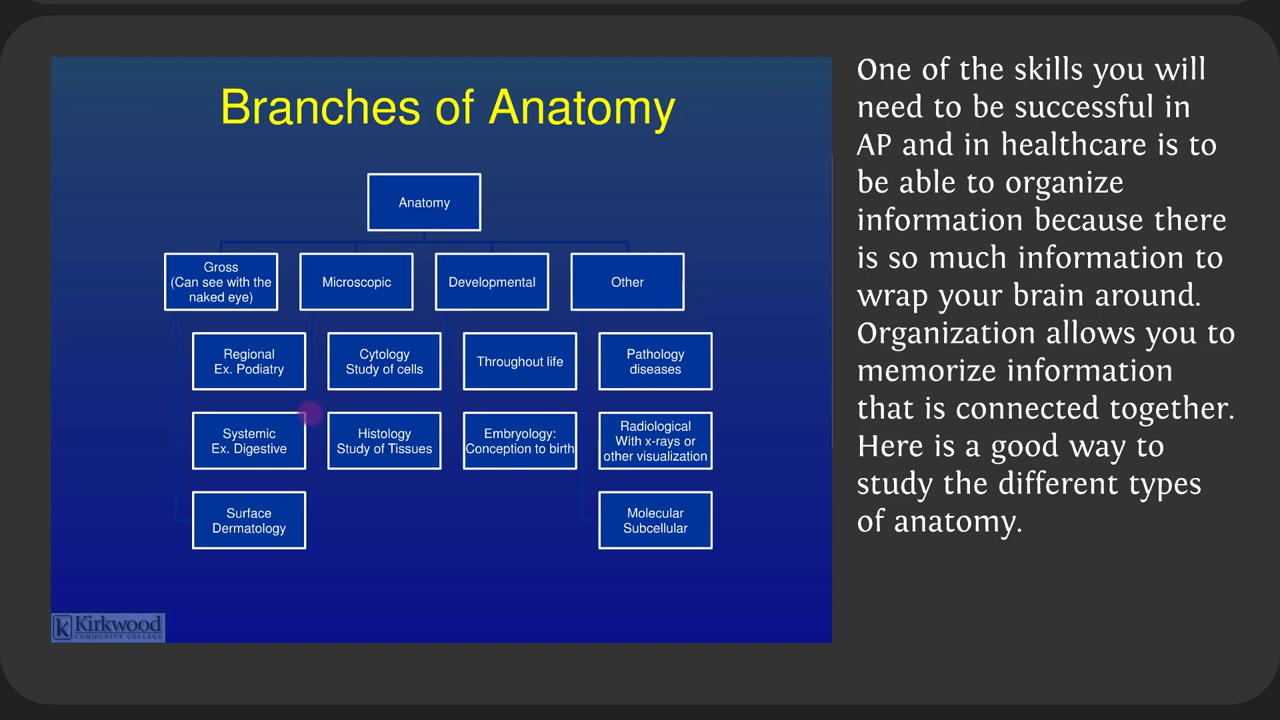 Branches of Anatomy
Anatomy
Gross
(Can see with the
naked eye)
Microscopic
Developmental
Other
Regional
Ex. Podiatry
Cytology
Study of cells
Throughout life
Pathology
diseases
Systemic
Ex. Digestive
Histology
Study of Tissues
Embryology:
Conception to birth
Radiological
With x-rays or
other visualization
Surface
Dermatology
Molecular
Subcellular
Kirkwood
COMMUNITY COLLEGE
One of the skills you will
need to be successful in
AP and in healthcare is to
be able to organize
information because there
is so much information to
wrap your brain around.
Organization allows you to
memorize information
that is connected together.
Here is a good way to
study the different types
of anatomy.